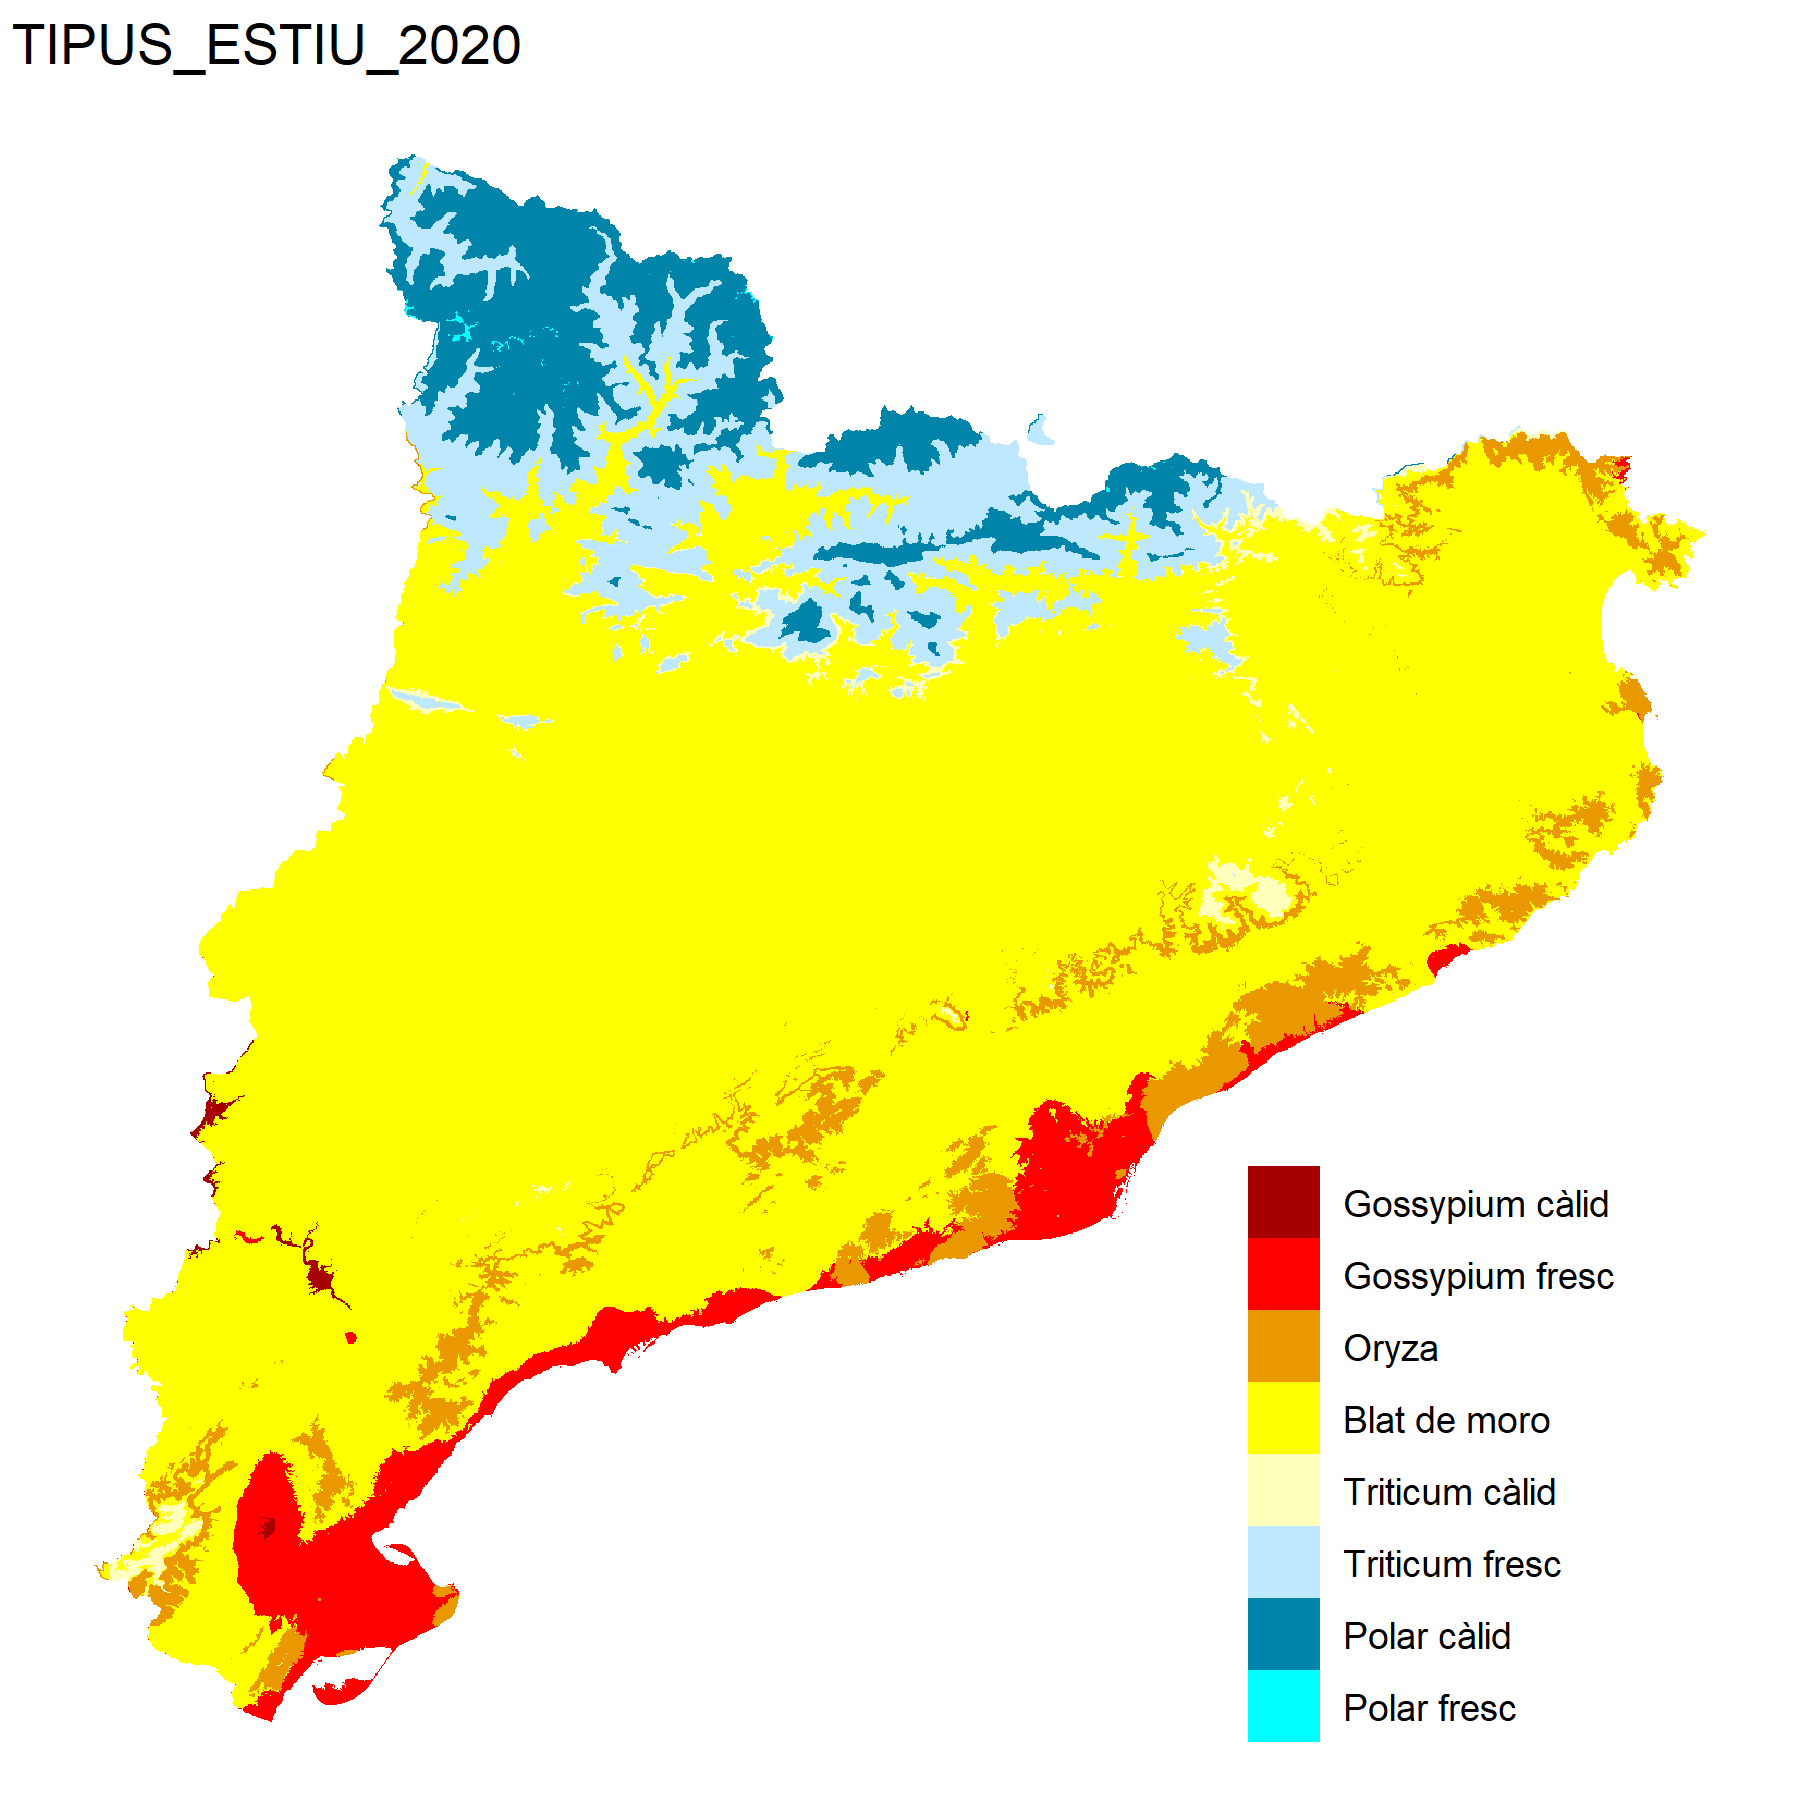 TIPUS_ESTIU_2020
Gossypium càlid
Gossypium fresc
Oryza
Blat de moro
Triticum càlid
Triticum fresc
Polar càlid
Polar fresc